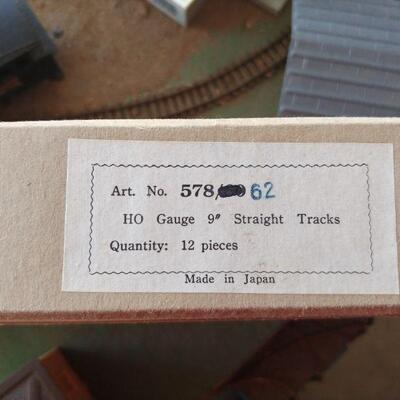 Art. No. 578/ 62
HO Gauge 9" Straight Tracks
Quantity: 12 pieces
Made in Japan